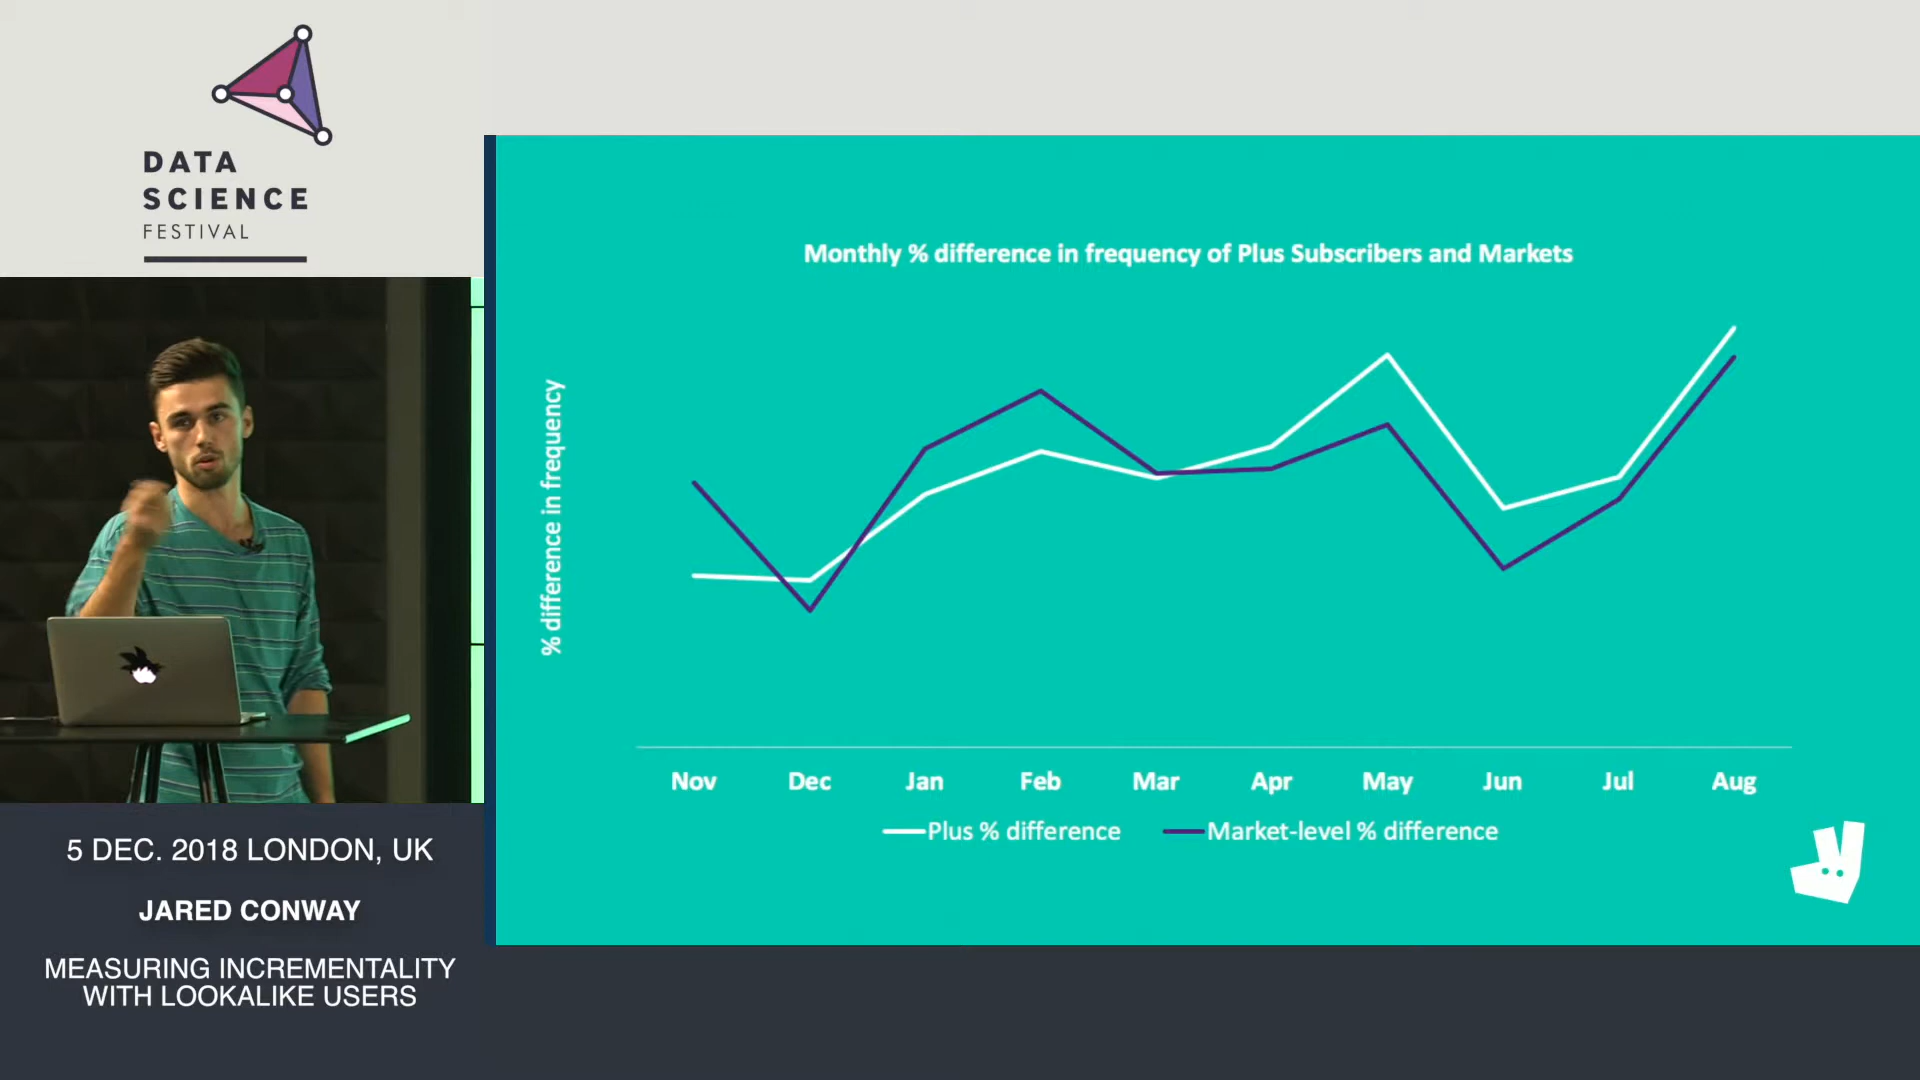 DATA
SCIENCE
FESTIVAL
5 DEC. 2018 LONDON, UK
JARED CONWAY
MEASURING INCREMENTALITY
WITH LOOKALIKE USERS
Monthly % difference in frequency of Plus Subscribers and Markets
% difference in frequency
Nov Dec Jan Feb Mar Apr May Jun Jul Aug
Plus % difference Market-level % difference